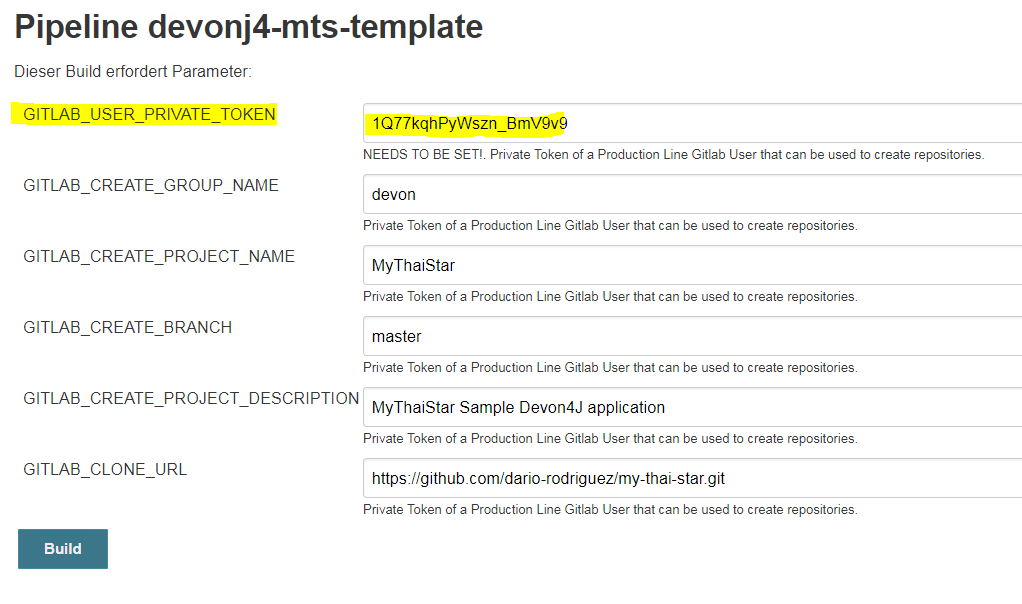 Pipeline devonj4-mts-template
Dieser Build erfordert Parameter:
GITLAB_USER_PRIVATE_TOKEN
1Q77kqhPyWszn_BmV9v9
NEEDS TO BE SET!. Private Token of a Production Line Gitlab User that can be used to create repositories.
GITLAB_CREATE_GROUP_NAME
devon
Private Token of a Production Line Gitlab User that can be used to create repositories.
GITLAB_CREATE_PROJECT_NAME
MyThaiStar
Private Token of a Production Line Gitlab User that can be used to create repositories.
GITLAB_CREATE_BRANCH
master
Private Token of a Production Line Gitlab User that can be used to create repositories.
GITLAB_CREATE_PROJECT_DESCRIPTION
MyThaiStar Sample Devon4J application
Private Token of a Production Line Gitlab User that can be used to create repositories.
GITLAB_CLONE_URL
https://github.com/dario-rodriguez/my-thai-star.git
Private Token of a Production Line Gitlab User that can be used to create repositories.
Build